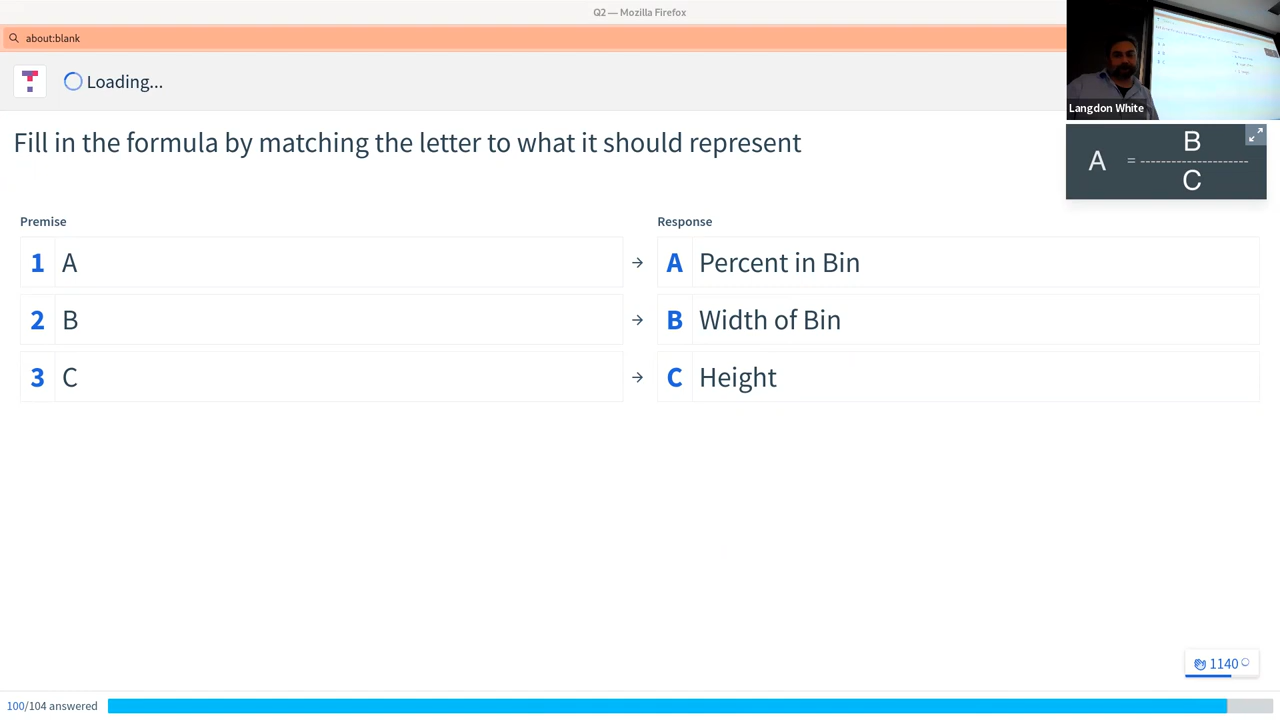 Q2 — Mozilla Firefox
about:blank
Loading...
Langdon White
Fill in the formula by matching the letter to what it should represent
A = B
C
Premise
Response
1 A → A Percent in Bin
2 B → B Width of Bin
3 C → C Height
1140
100/104 answered